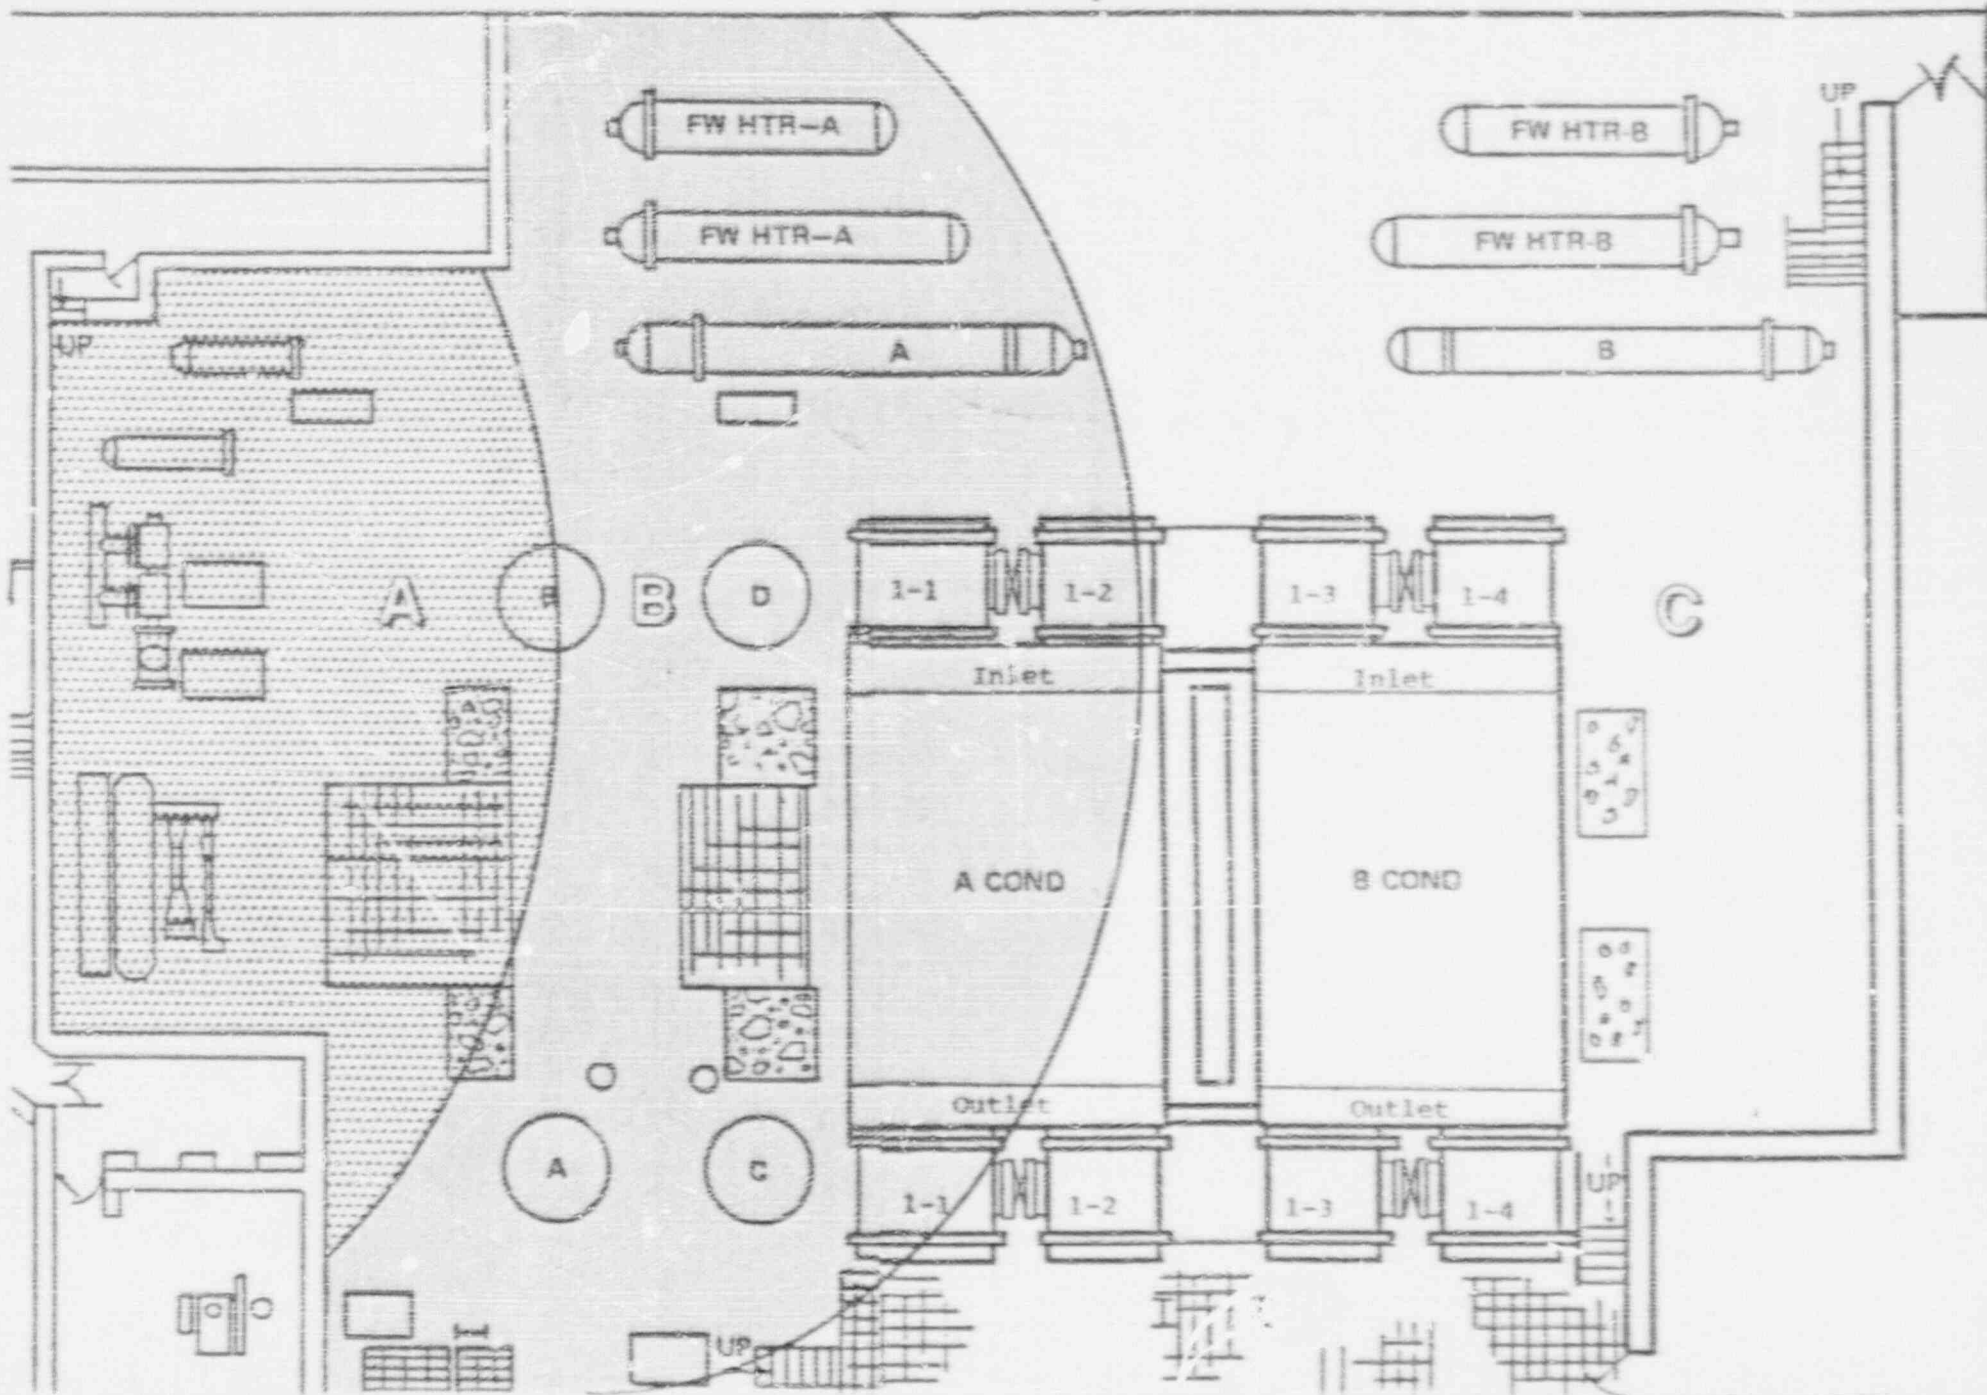 UP
FW HTR-A
FW HTR-B
FW HTR-A
FW HTR-B
UP
A
B
A
B
B
D
1-1
1-2
1-3
1-4
C
Inlet
Inlet
A COND
B COND
Outlet
Outlet
A
C
1-1
1-2
1-3
1-4
UP
UP